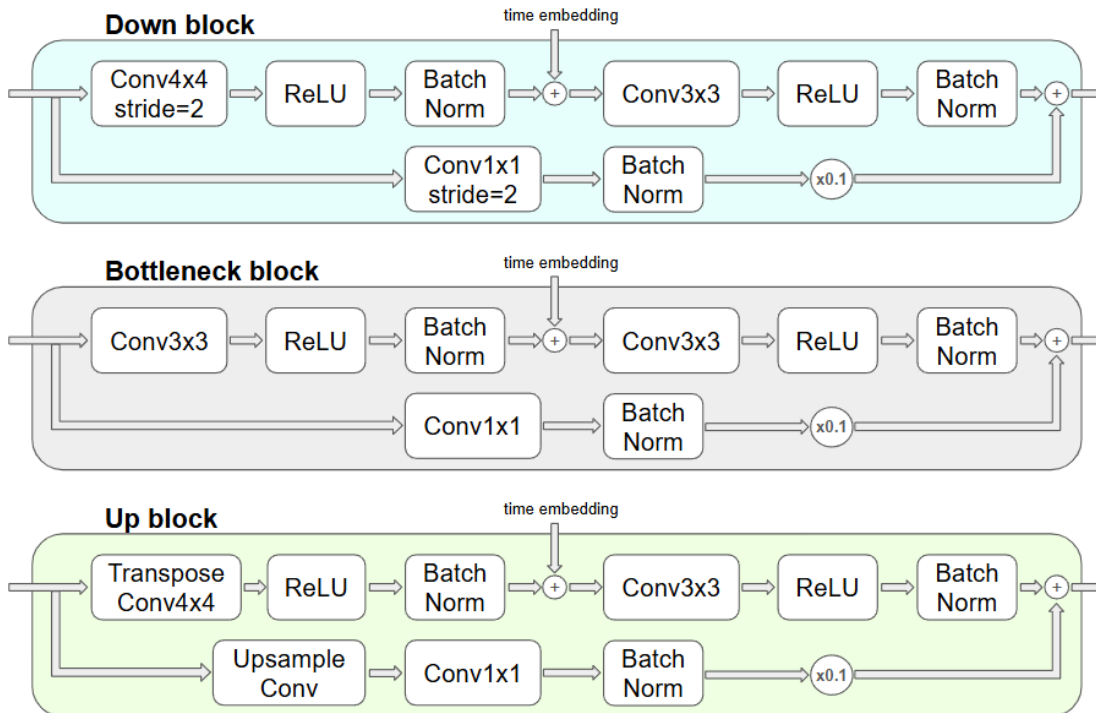 Down block
time embedding
Conv4x4
stride=2
ReLU
Batch
Norm
+
Conv3x3
ReLU
Batch
Norm
+
Conv1x1
stride=2
Batch
Norm
x0.1
Bottleneck block
time embedding
Conv3x3
ReLU
Batch
Norm
+
Conv3x3
ReLU
Batch
Norm
+
Conv1x1
Batch
Norm
x0.1
Up block
time embedding
Transpose
Conv4x4
ReLU
Batch
Norm
+
Conv3x3
ReLU
Batch
Norm
+
Upsample
Conv
Conv1x1
Batch
Norm
x0.1